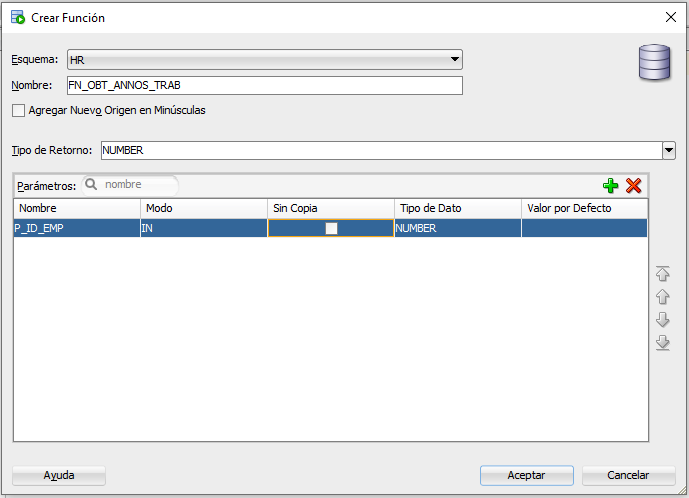 Crear Función
Esquema: HR
Nombre: FN_OBT_ANNOS_TRAB
Agregar Nuevo Origen en Minúsculas
Tipo de Retorno: NUMBER
Parámetros: nombre
Nombre Modo Sin Copia Tipo de Dato Valor por Defecto
P_ID_EMP IN NUMBER
Ayuda Aceptar Cancelar